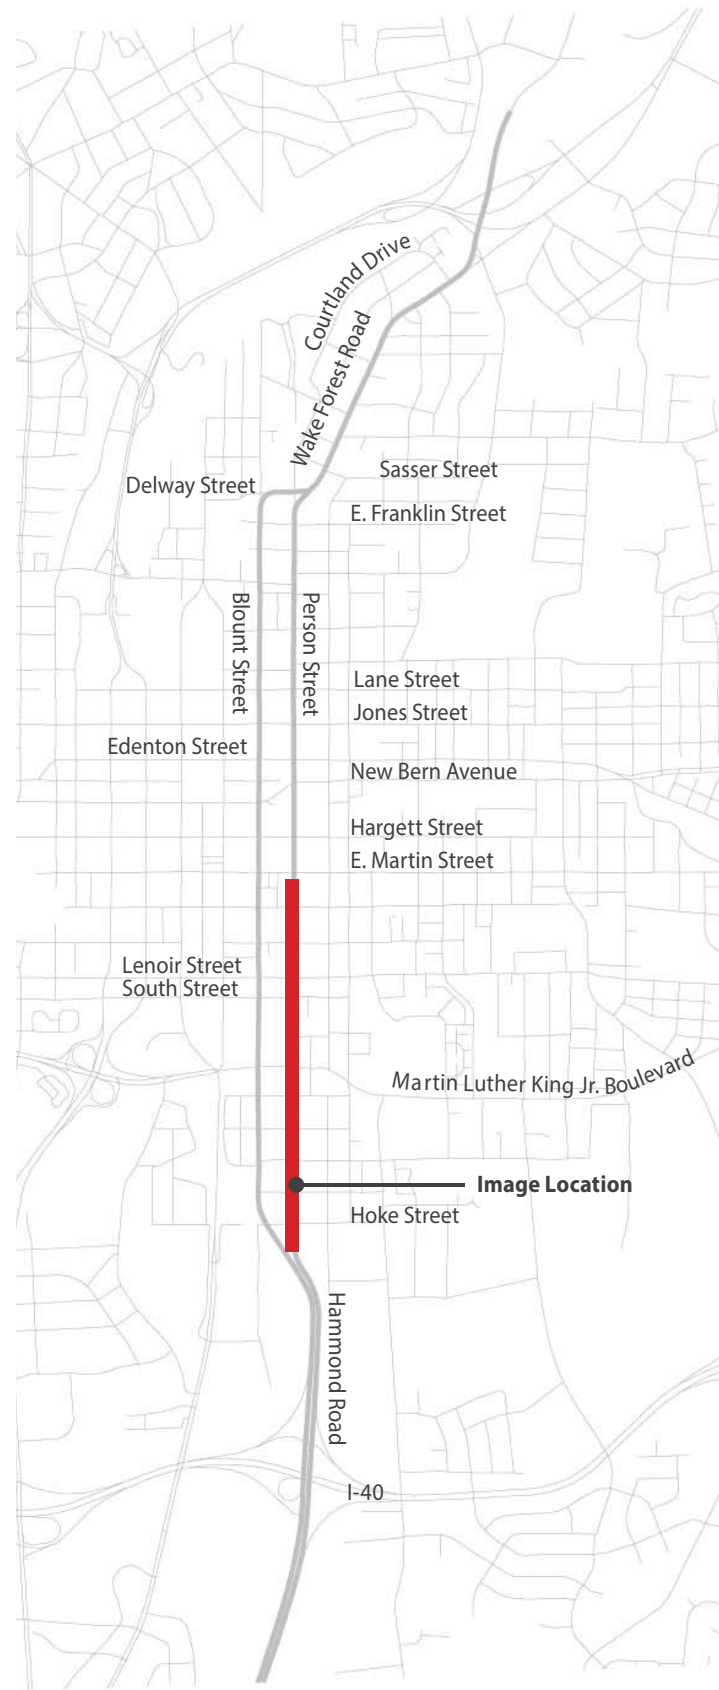 Courtland Drive
Wake Forest Road
Sasser Street
Delway Street
E. Franklin Street
Blount Street
Person Street
Lane Street
Jones Street
Edenton Street
New Bern Avenue
Hargett Street
E. Martin Street
Lenoir Street
South Street
Martin Luther King Jr. Boulevard
Image Location
Hoke Street
Hammond Road
I-40